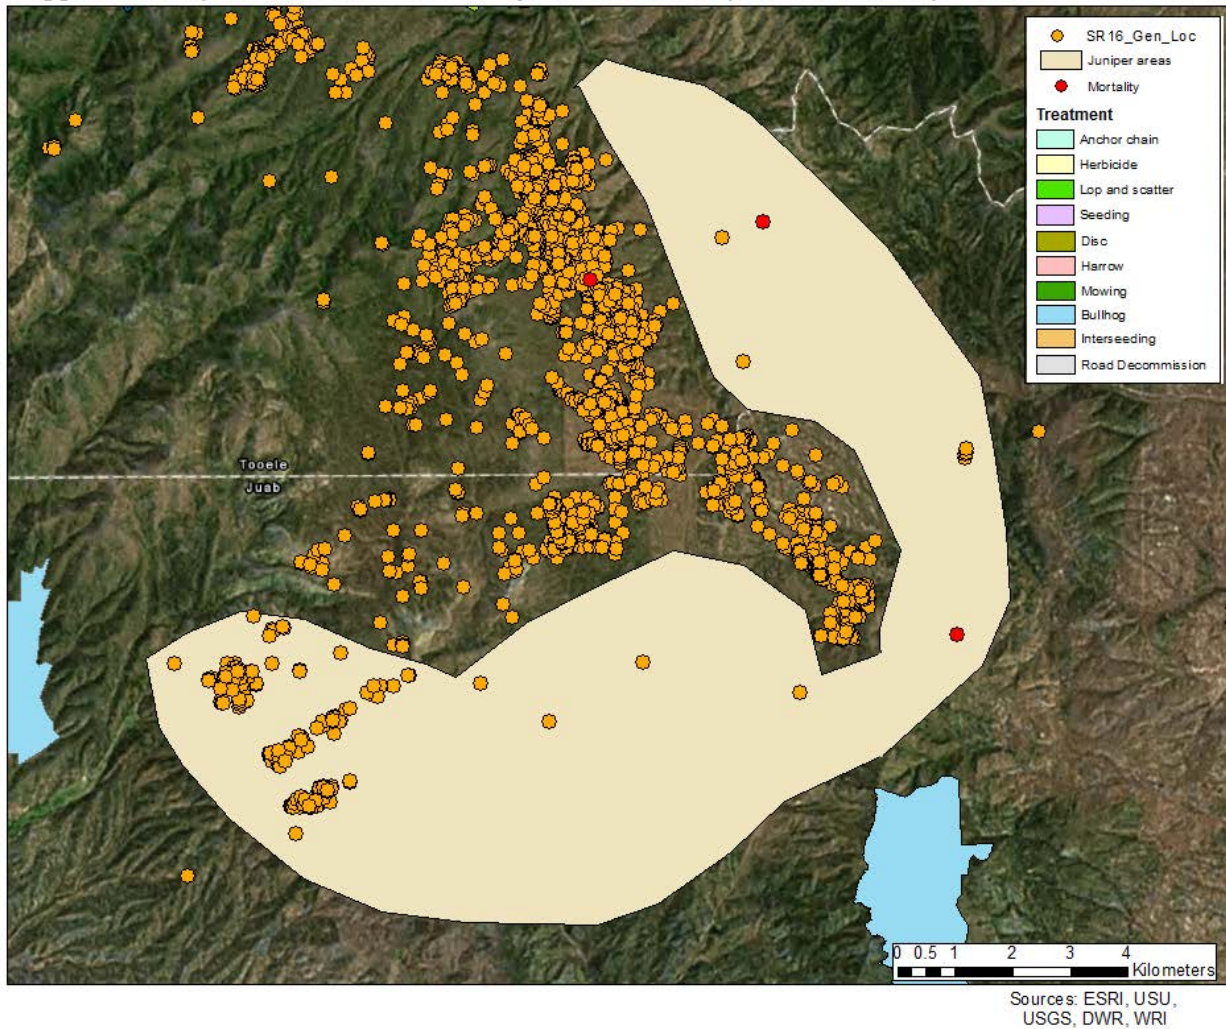 SR16_Gen_Loc
Juniper areas
Mortality
Treatment
Anchor chain
Herbicide
Lop and scatter
Seeding
Disc
Harrow
Mowing
Bullhog
Interseeding
Road Decommission
Tooele
Juab
0 0.5 1 2 3 4
Kilometers
Sources: ESRI, USU,
USGS, DWR, WRI